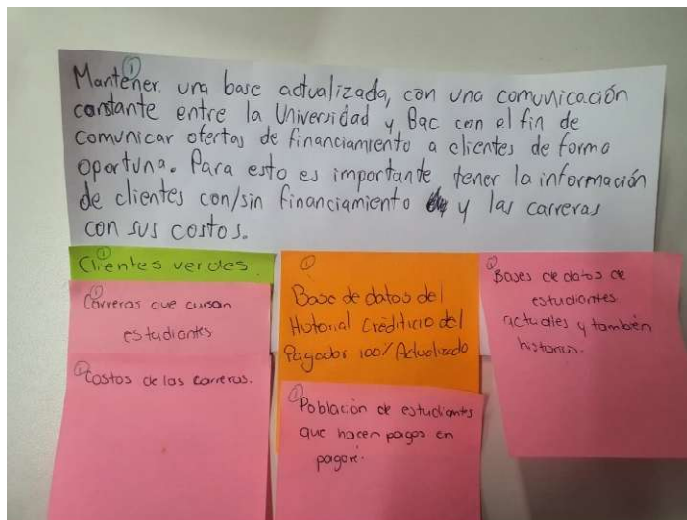 Mantener una base actualizada, con una comunicación
constante entre la Universidad y Bac con el fin de
comunicar ofertas de financiamiento a clientes de forma
oportuna. Para esto es importante tener la información
de clientes con/sin financiamiento y las carreras
con sus costos.
Clientes verdes.
Carreras que cursan
estudiantes
Costos de las carreras.
Base de datos del
Historial Crediticio del
Pagador 100% Actualizado
Población de estudiantes
que hacen pagos en
pagaré.
Bases de datos de
estudiantes
actuales y también